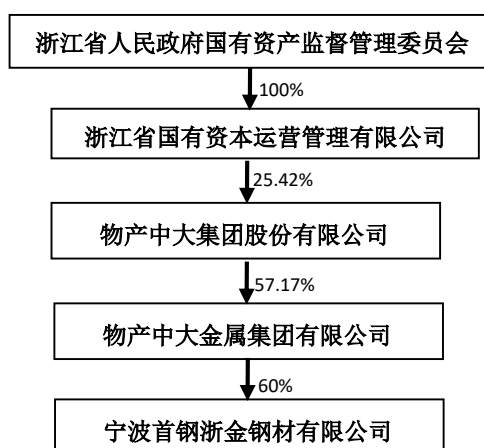 浙江省人民政府国有资产监督管理委员会
100%
浙江省国有资本运营管理有限公司
25.42%
物产中大集团股份有限公司
57.17%
物产中大金属集团有限公司
60%
宁波首钢浙金钢材有限公司